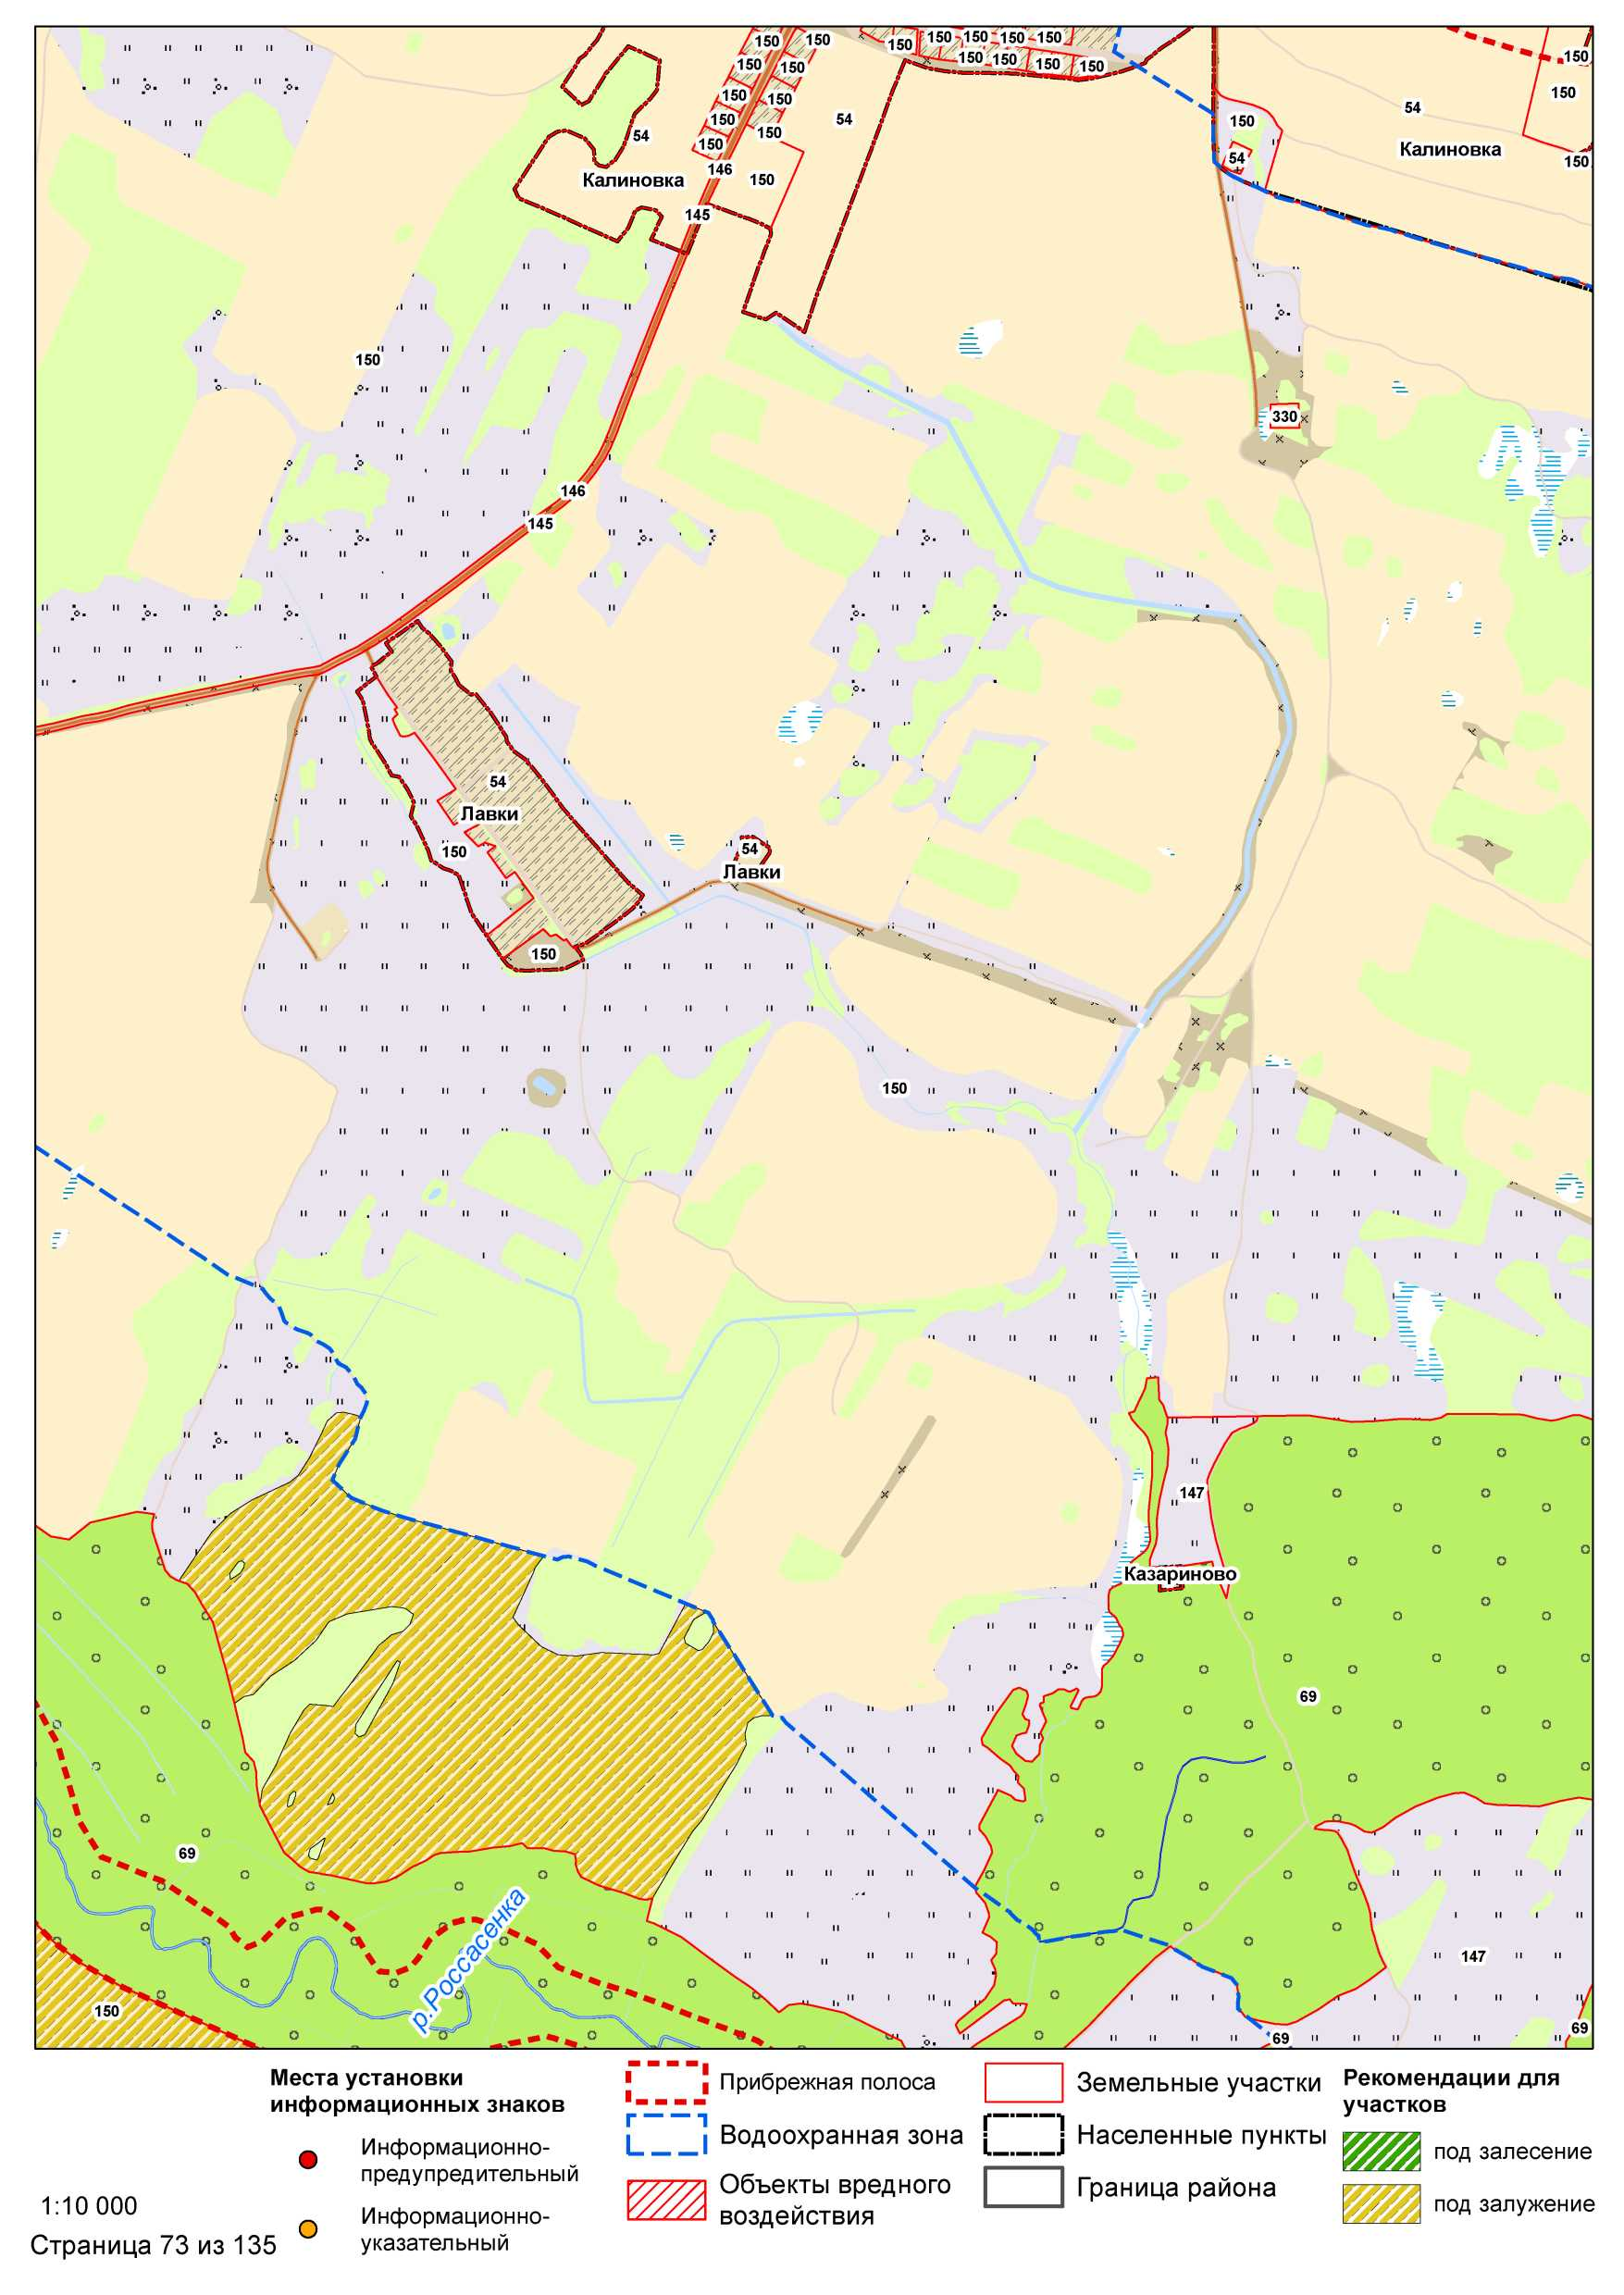 150 150 150 150 150 150 150
150
150 150 150 150 150 150
150
150
150 150
54
54
150
150
150
150
54
150
150
54
Калиновка
150
150
146
Калиновка
150
145
150
330
146
145
54
Лавки
150
54
Лавки
150
150
147
Казариново
69
69
р.Россасенка
147
150
69
69
Места установки
информационных знаков
Информационно-
предупредительный
Информационно-
указательный
Прибрежная полоса
Водоохранная зона
Объекты вредного
воздействия
Земельные участки
Населенные пункты
Граница района
Рекомендации для
участков
под залесение
под залужение
1:10 000
Страница 73 из 135